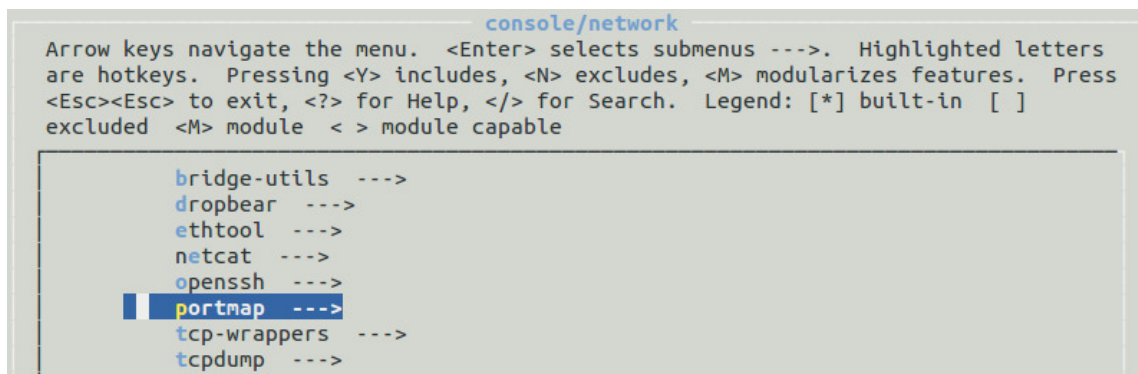 console/network
Arrow keys navigate the menu.  <Enter> selects submenus --->.  Highlighted letters
are hotkeys.  Pressing <Y> includes, <N> excludes, <M> modularizes features.  Press
<Esc><Esc> to exit, <?> for Help, </> for Search.  Legend: [*] built-in  [ ]
excluded  <M> module  < > module capable
bridge-utils  --->
dropbear  --->
ethtool  --->
netcat  --->
openssh  --->
portmap  --->
tcp-wrappers  --->
tcpdump  --->